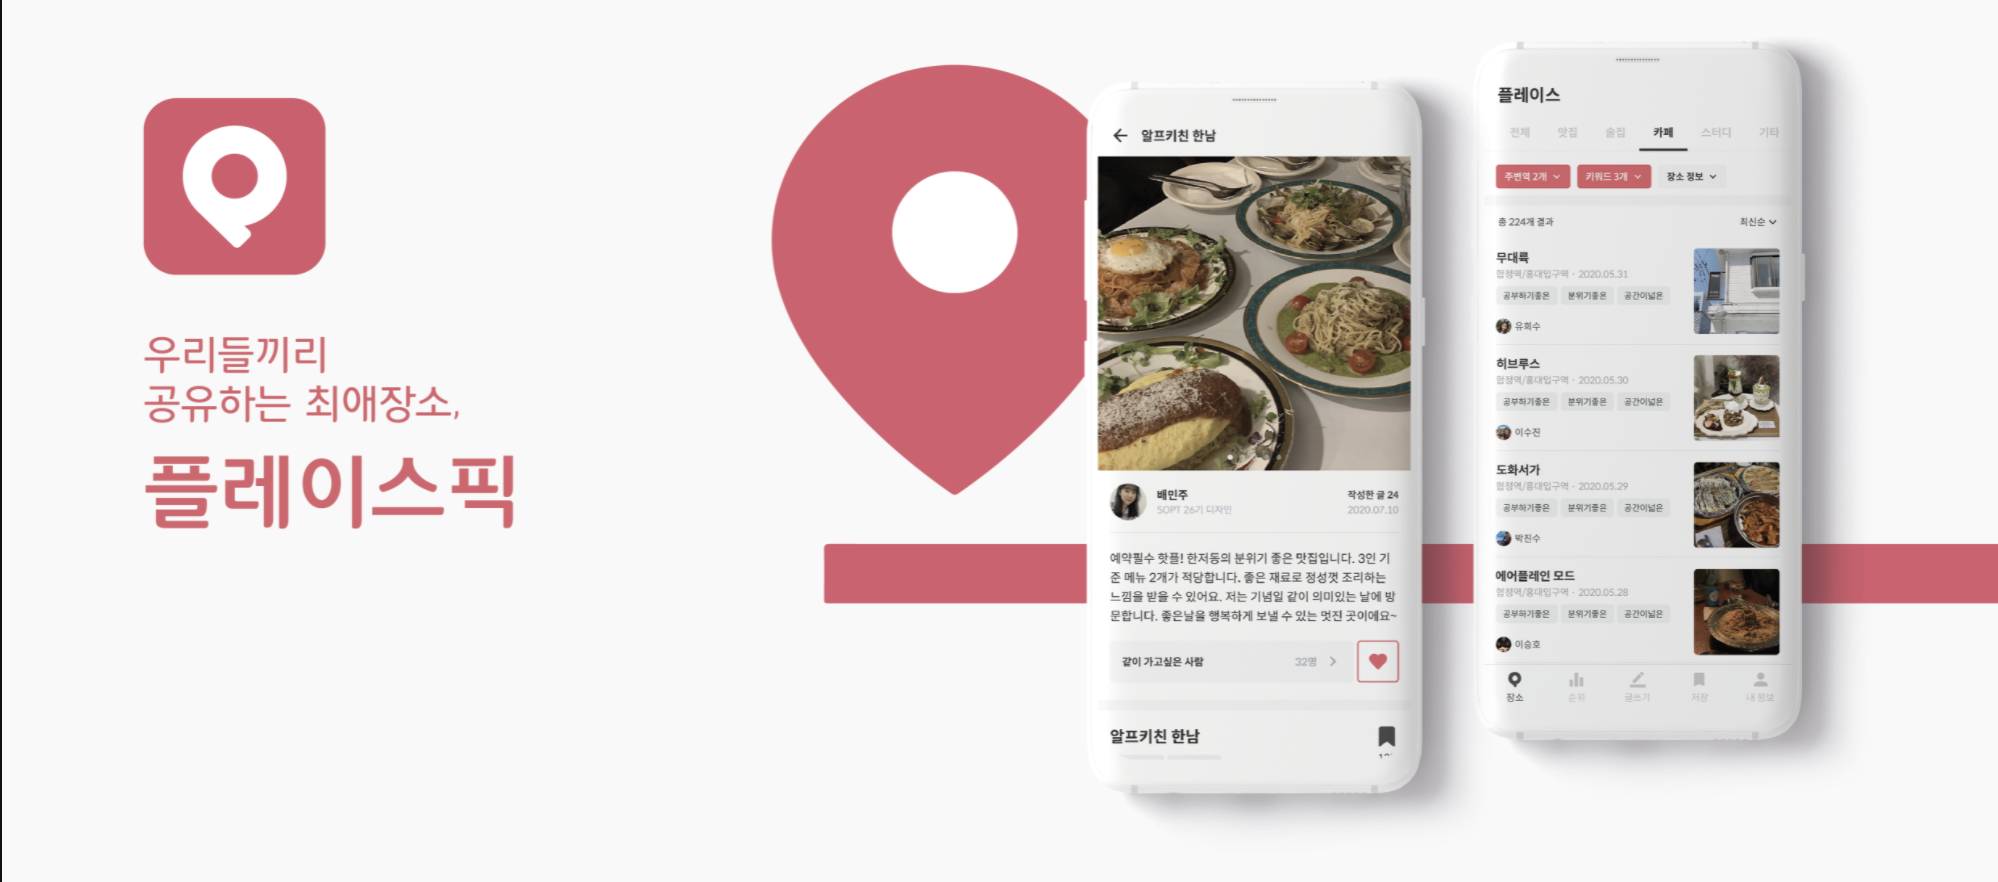 우리들끼리
공유하는 최애장소,
플레이스픽
알프키친 한남
배민주
작성한 글 24
SOPT 26기 디자인
2020.07.10
예약필수 핫플! 한저동의 분위기 좋은 맛집입니다. 3인 기
준 메뉴 2개가 적당합니다. 좋은 재료로 정성껏 조리하는
느낌을 받을 수 있어요. 저는 기념일 같이 의미있는 날에 방
문합니다. 좋은날을 행복하게 보낼 수 있는 멋진 곳이에요~
같이 가고싶은 사람
32명
알프키친 한남
플레이스
전체 맛집 술집 카페 스터디 기타
주변역 2개 키워드 3개 장소 정보
총 224개 결과
최신순
무대륙
합정역/홍대입구역 · 2020.05.31
공부하기좋은 분위기좋은 공간이넓은
유희수
히브루스
합정역/홍대입구역 · 2020.05.30
공부하기좋은 분위기좋은 공간이넓은
이수진
도화서가
합정역/홍대입구역 · 2020.05.29
공부하기좋은 분위기좋은 공간이넓은
박진수
에어플레인 모드
합정역/홍대입구역 · 2020.05.28
공부하기좋은 분위기좋은 공간이넓은
이승호
장소 순위 글쓰기 저장 내 정보